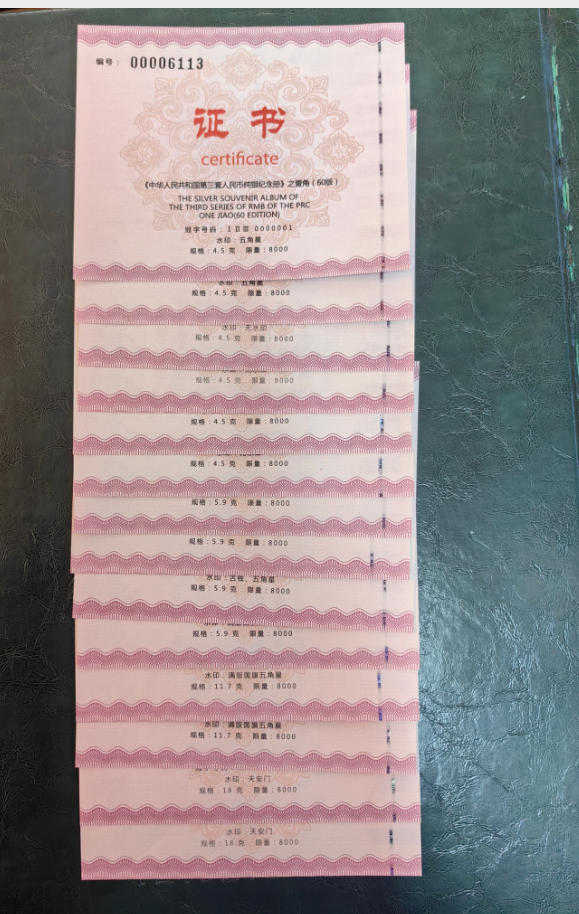 编号： 00006113
证书
certificate
《中华人民共和国第三套人民币纯银纪念册》之壹角（60版）
THE SILVER SOUVENIR ALBUM OF
THE THIRD SERIES OF RMB OF THE PRC
ONE JIAO(60 EDITION)
冠字号码：I II III 0000001
水印：五角星
规格：4.5 克 限量：8000
水印：五角星
规格：4.5 克 限量：8000
水印：无水印
规格：4.5 克 限量：8000
规格：4.5 克 限量：8000
规格：4.5 克 限量：8000
规格：4.5 克 限量：8000
规格：5.9 克 限量：8000
规格：5.9 克 限量：8000
水印：古钱、五角星
规格：5.9 克 限量：8000
规格：5.9 克 限量：8000
水印：满版国旗五角星
规格：11.7 克 限量：8000
水印：满版国旗五角星
规格：11.7 克 限量：8000
水印：天安门
规格：18 克 限量：8000
水印：天安门
规格：18 克 限量：8000